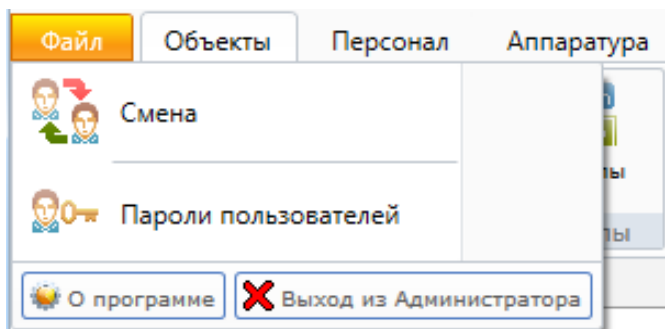 Файл Объекты Персонал Аппаратура
Смена
Пароли пользователей
О программе Выход из Администратора